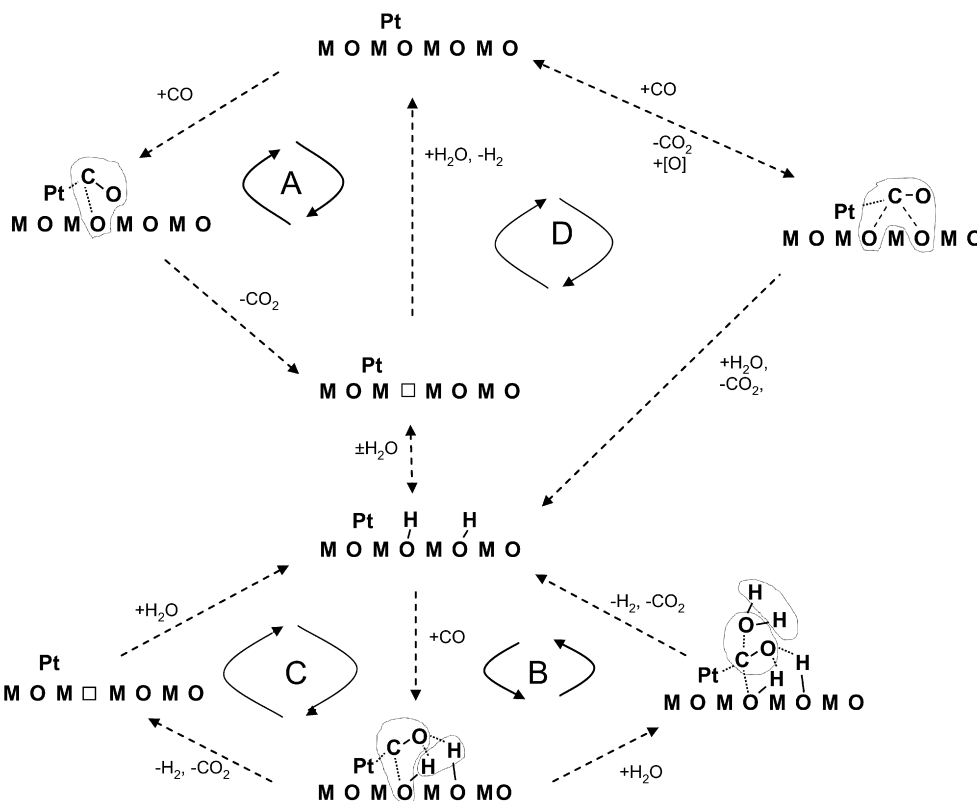 Pt
M O M O M O M O
+CO
+CO
-CO₂
+[O]
+H₂O, -H₂
A
D
C
O
Pt
M O M O M O M O
C-O
Pt
M O M O M O M O
-CO₂
Pt
M O M □ M O M O
+H₂O,
-CO₂,
±H₂O
Pt H H
M O M O M O M O
+H₂O
+CO
-H₂, -CO₂
C
B
Pt
M O M □ M O M O
H
O H
O
C H
Pt H
M O M O M O M O
O
C H
Pt H
M O M O M O M O
-H₂, -CO₂
+H₂O